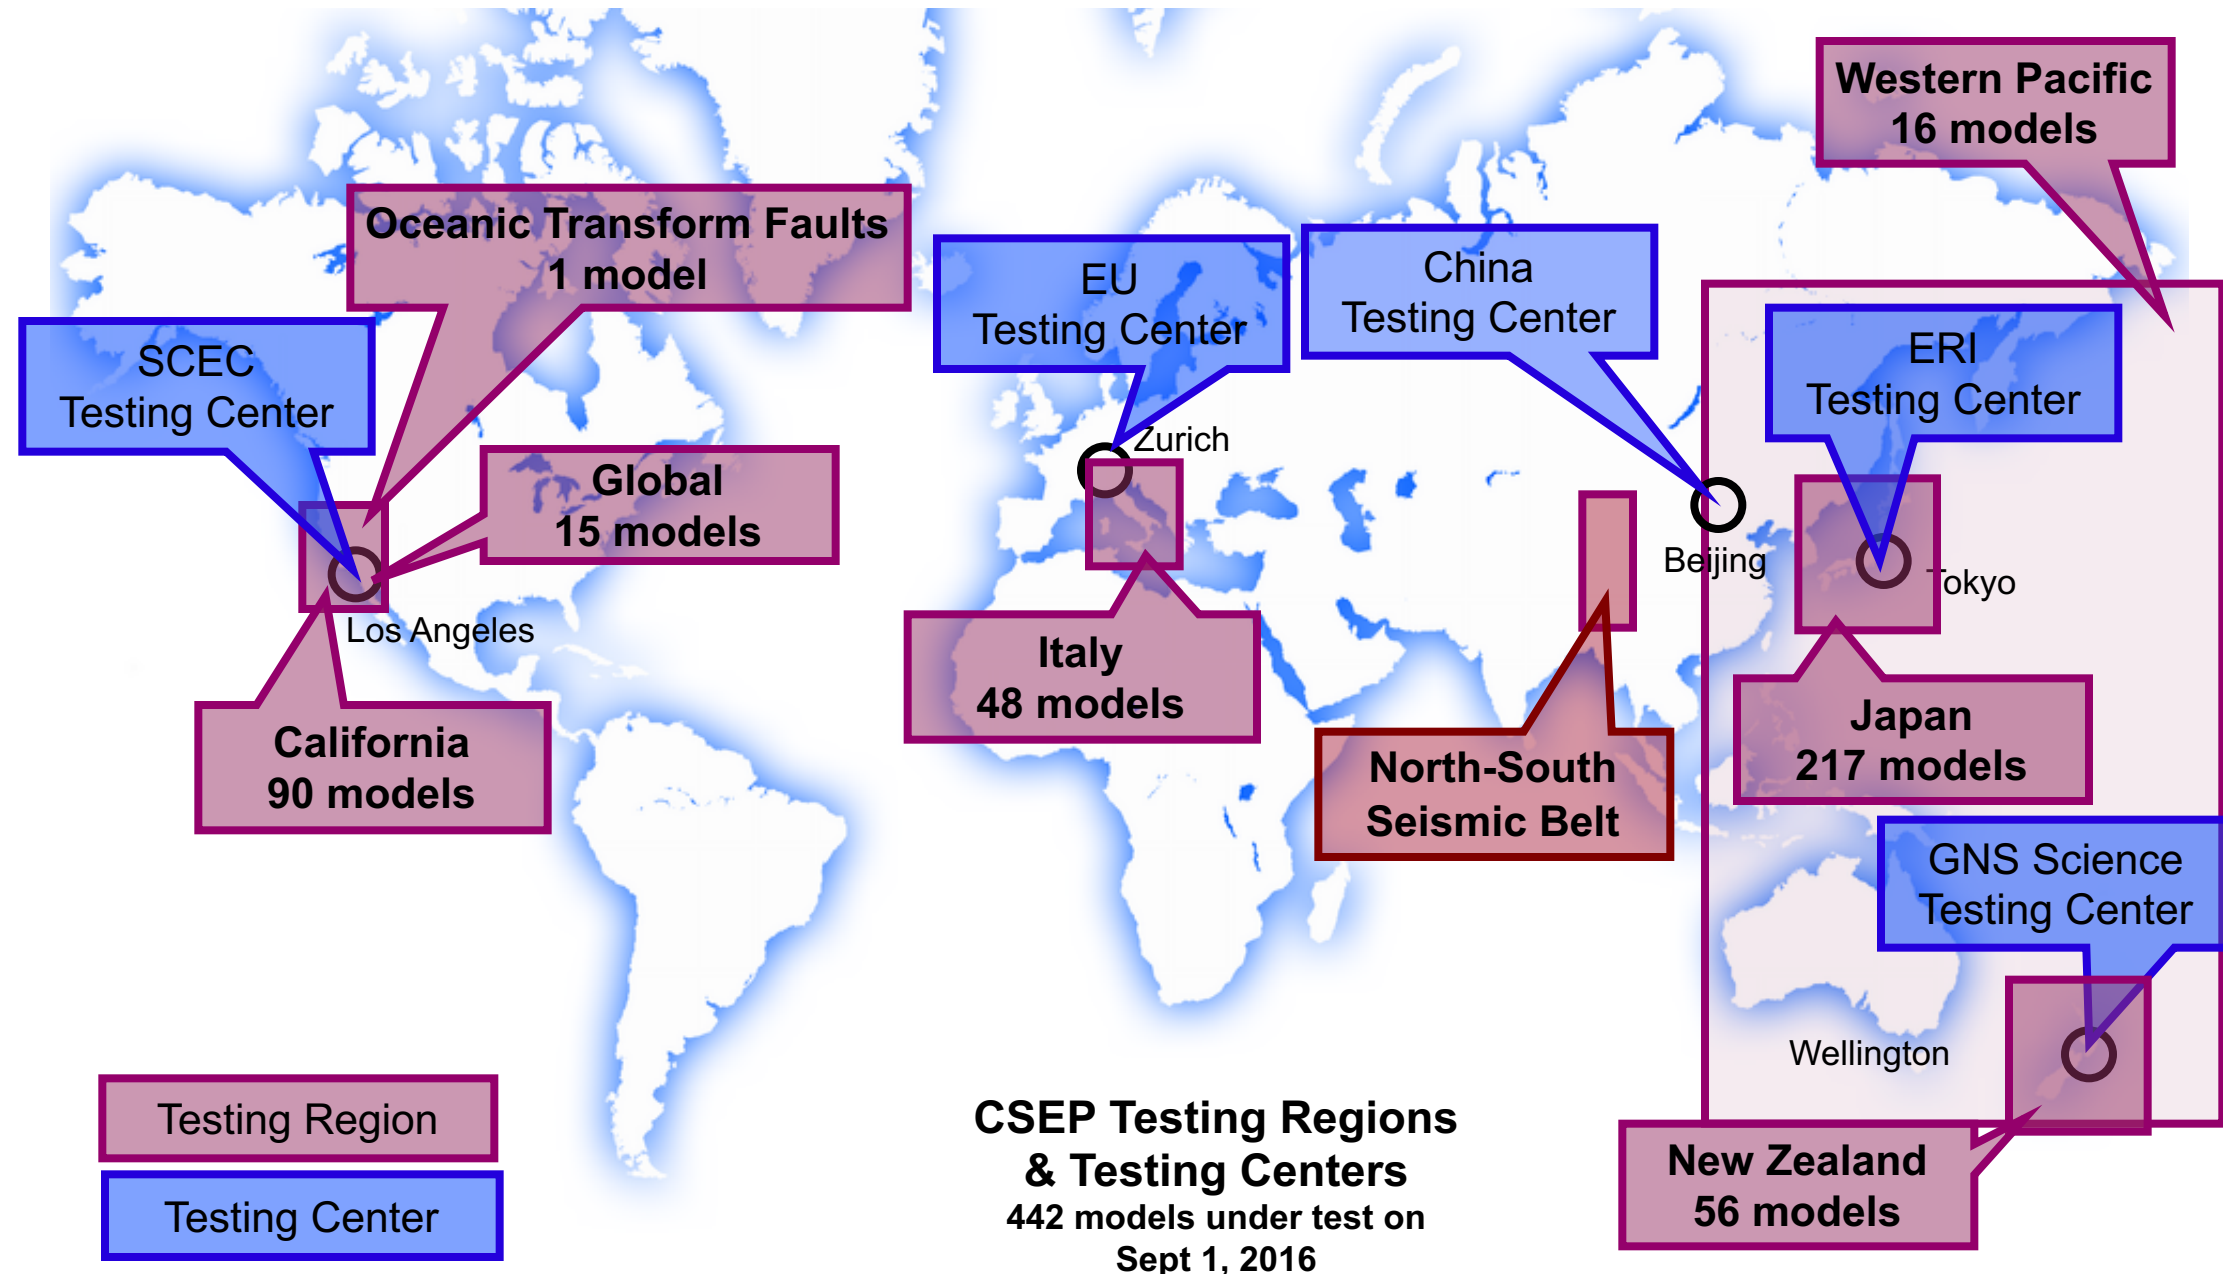 Western Pacific
16 models
Oceanic Transform Faults
1 model
EU
Testing Center
China
Testing Center
SCEC
Testing Center
ERI
Testing Center
Zurich
Global
15 models
Beijing
Tokyo
Los Angeles
Italy
48 models
California
90 models
North-South
Seismic Belt
Japan
217 models
GNS Science
Testing Center
Wellington
Testing Region
Testing Center
CSEP Testing Regions
& Testing Centers
442 models under test on
Sept 1, 2016
New Zealand
56 models